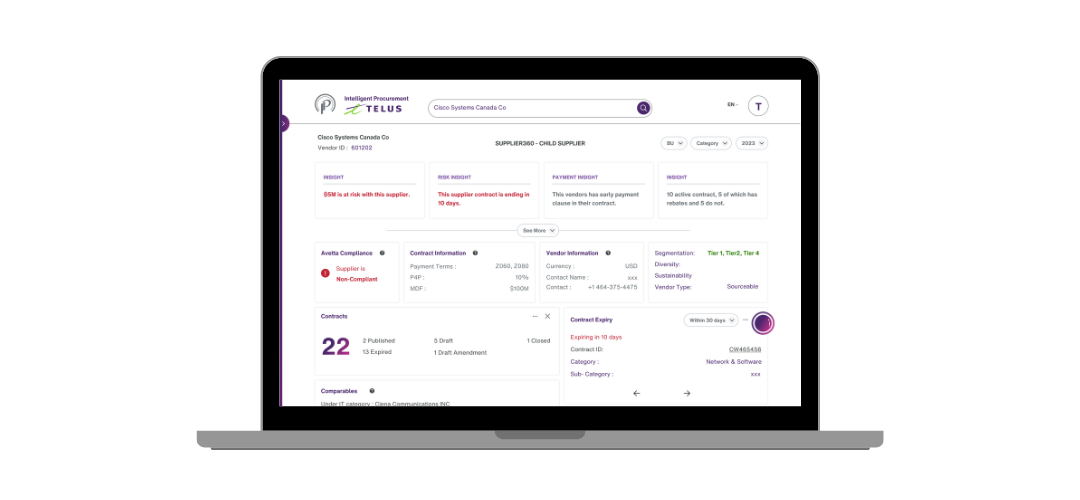 Intelligent Procurement
TELUS
Cisco Systems Canada Co
EN -
T
Cisco Systems Canada Co
Vendor ID : 601202
SUPPLIER360 - CHILD SUPPLIER
BU
Category
2023
INSIGHT
$5M is at risk with this supplier.
RISK INSIGHT
This supplier contract is ending in
10 days.
PAYMENT INSIGHT
This vendors has early payment
clause in their contract.
INSIGHT
10 active contract, 5 of which has
rebates and 5 do not.
See More
Avetta Compliance
Supplier is
Non-Compliant
Contract Information
Payment Terms : Z060, Z080
P4P : 10%
MDF : $100M
Vendor Information
Currency : USD
Contact Name : xxx
Contact : +1 464-375-4475
Segmentation: Tier 1, Tier2, Tier 4
Diversity:
Sustainability
Vendor Type: Sourceable
Contracts
22
2 Published
13 Expired
5 Draft
1 Draft Amendment
1 Closed
Contract Expiry
Within 30 days
Expiring in 10 days
Contract ID: CW465458
Category : Network & Software
Sub- Category : xxx
Comparables
Under IT category : Ciena Communications INC